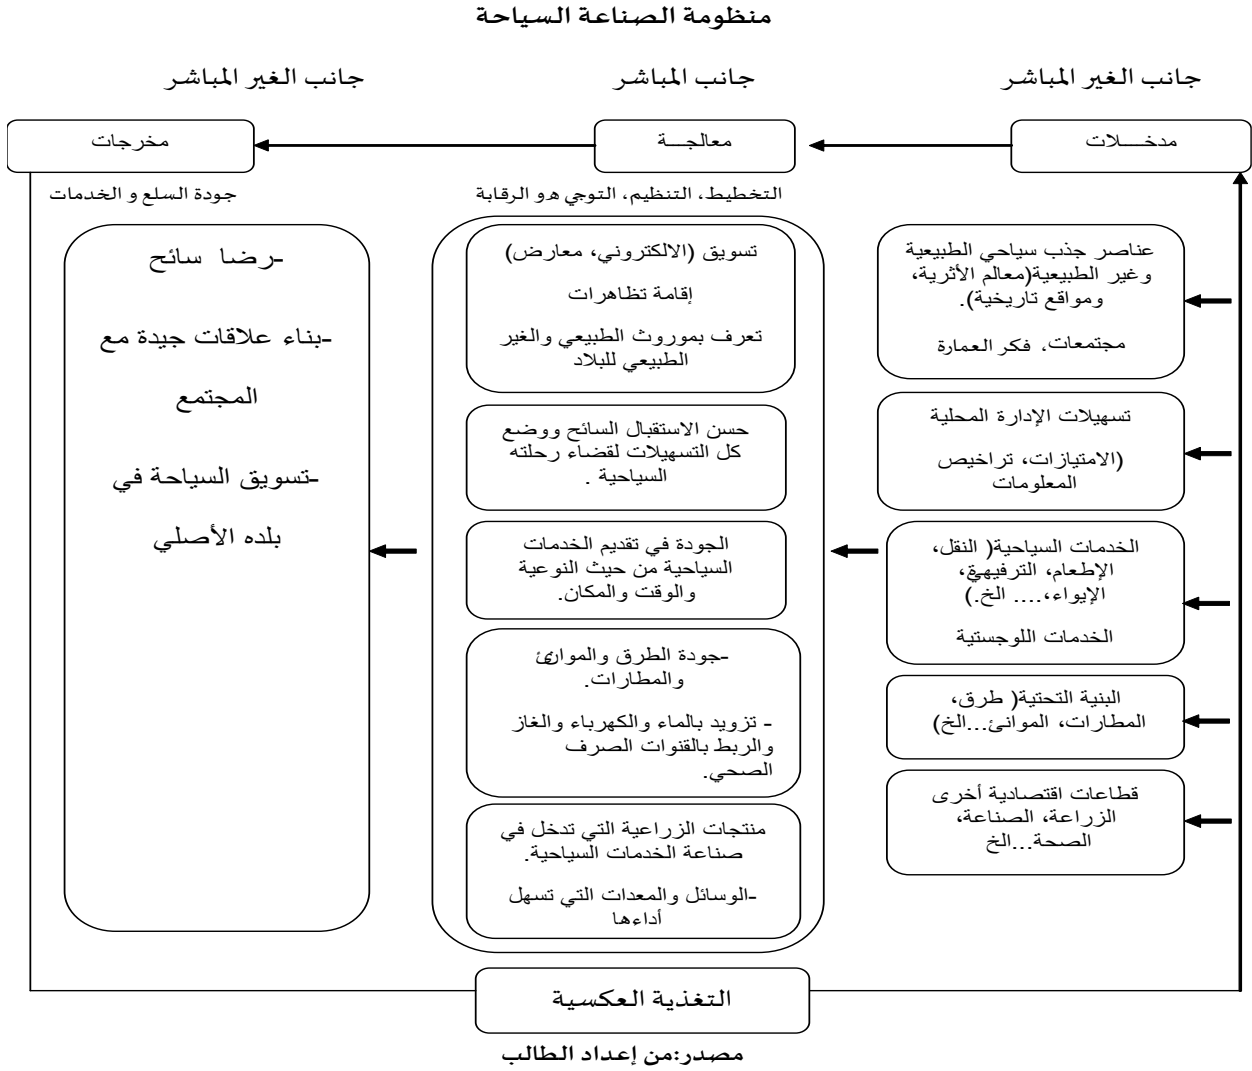 منظومة الصناعة السياحة
جانب الغير المباشر
جانب المباشر
جانب الغير المباشر
مدخــــلات
معالجـــة
مخرجات
التخطيط، التنظيم، التوجي هو الرقابة
جودة السلع و الخدمات
عناصر جذب سياحي الطبيعية
وغير الطبيعية(معالم الأثرية،
ومواقع تاريخية).
مجتمعات، فكر العمارة
تسهيلات الإدارة المحلية
(الامتيازات، تراخيص
المعلومات
الخدمات السياحية( النقل،
الإطعام، الترفيهية،
الإيواء،.... الخ.)
الخدمات اللوجستية
البنية التحتية( طرق،
المطارات، الموانئ...الخ)
قطاعات اقتصادية أخرى
الزراعة، الصناعة،
الصحة...الخ
تسويق (الالكتروني، معارض)
إقامة تظاهرات
تعرف بموروث الطبيعي والغير
الطبيعي للبلاد
حسن الاستقبال السائح ووضع
كل التسهيلات لقضاء رحلته
السياحية .
الجودة في تقديم الخدمات
السياحية من حيث النوعية
والوقت والمكان.
-جودة الطرق والموانئ
والمطارات.
- تزويد بالماء والكهرباء والغاز
والربط بالقنوات الصرف
الصحي.
منتجات الزراعية التي تدخل في
صناعة الخدمات السياحية.
-الوسائل والمعدات التي تسهل
أداءها
-رضا سائح
-بناء علاقات جيدة مع
المجتمع
-تسويق السياحة في
بلده الأصلي
التغذية العكسية
مصدر:من إعداد الطالب